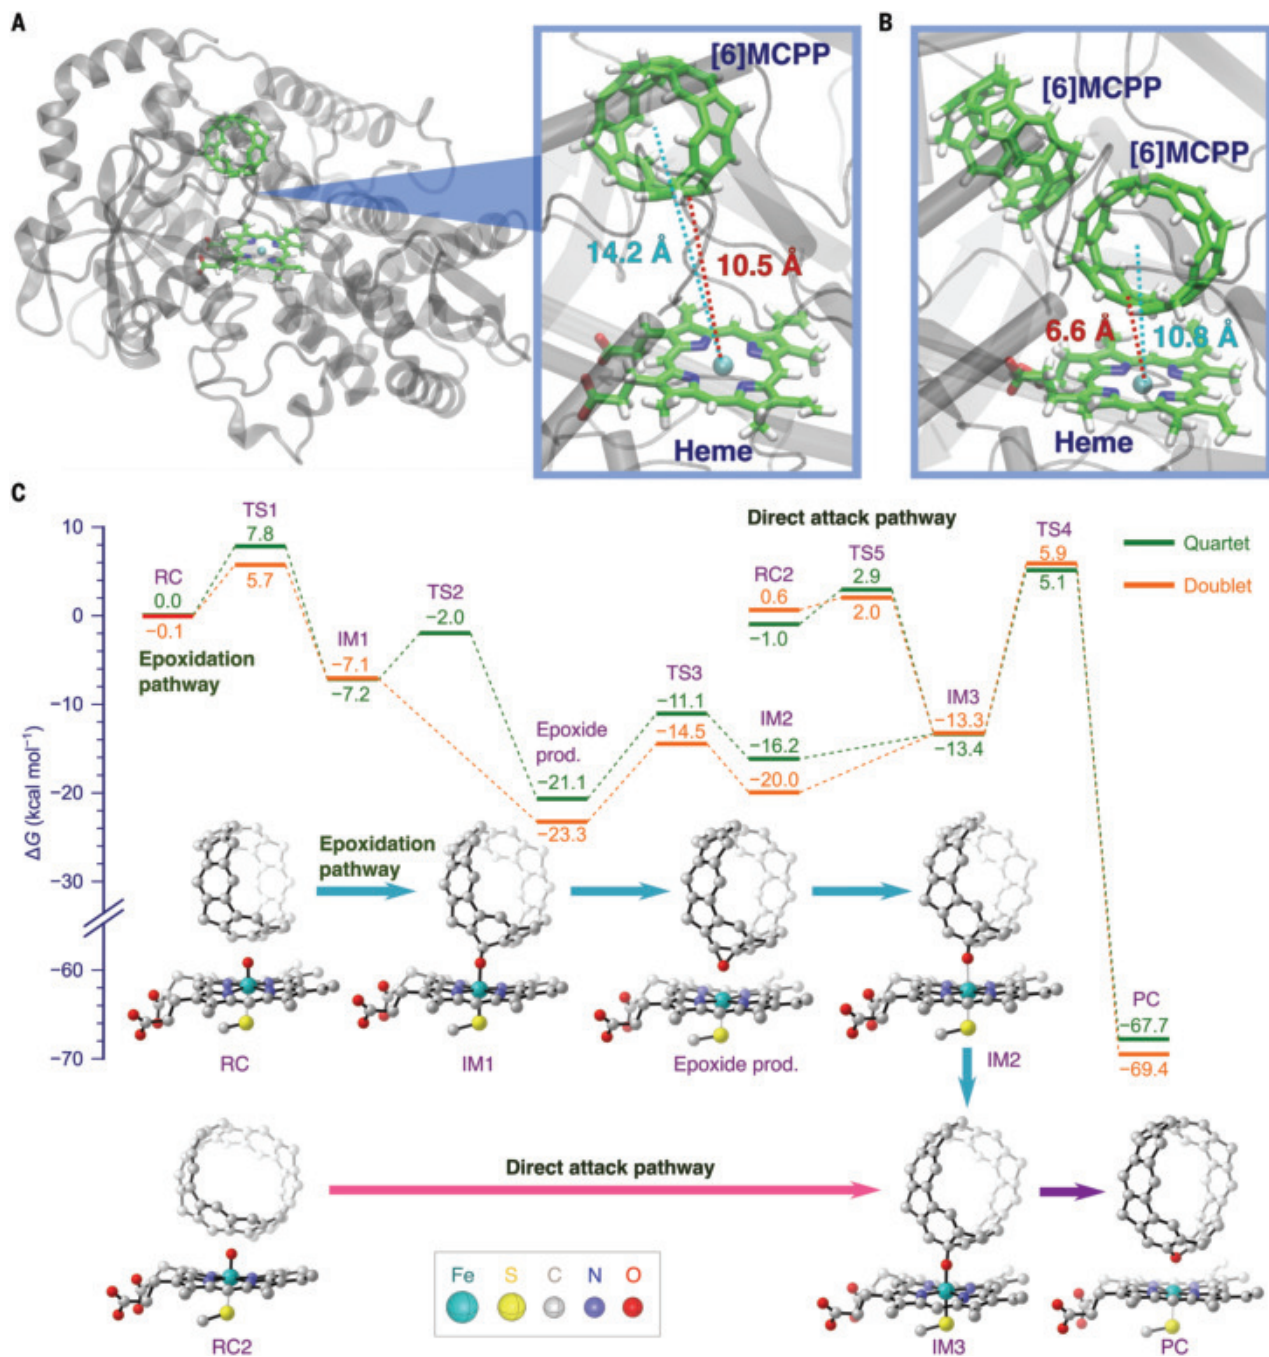 A
[6]MCPP
14.2 Å
10.5 Å
Heme
B
[6]MCPP
[6]MCPP
6.6 Å
10.8 Å
Heme
C
ΔG (kcal mol⁻¹)
10
0
−10
−20
−30
−60
−70
RC
0.0
−0.1
Epoxidation
pathway
TS1
7.8
5.7
IM1
−7.1
−7.2
TS2
−2.0
Epoxide
prod.
−21.1
−23.3
TS3
−11.1
−14.5
IM2
−16.2
−20.0
Direct attack pathway
RC2
0.6
−1.0
TS5
2.9
2.0
IM3
−13.3
−13.4
TS4
5.9
5.1
Quartet
Doublet
PC
−67.7
−69.4
Epoxidation
pathway
RC
IM1
Epoxide prod.
IM2
Direct attack pathway
RC2
Fe S C N O
IM3
PC